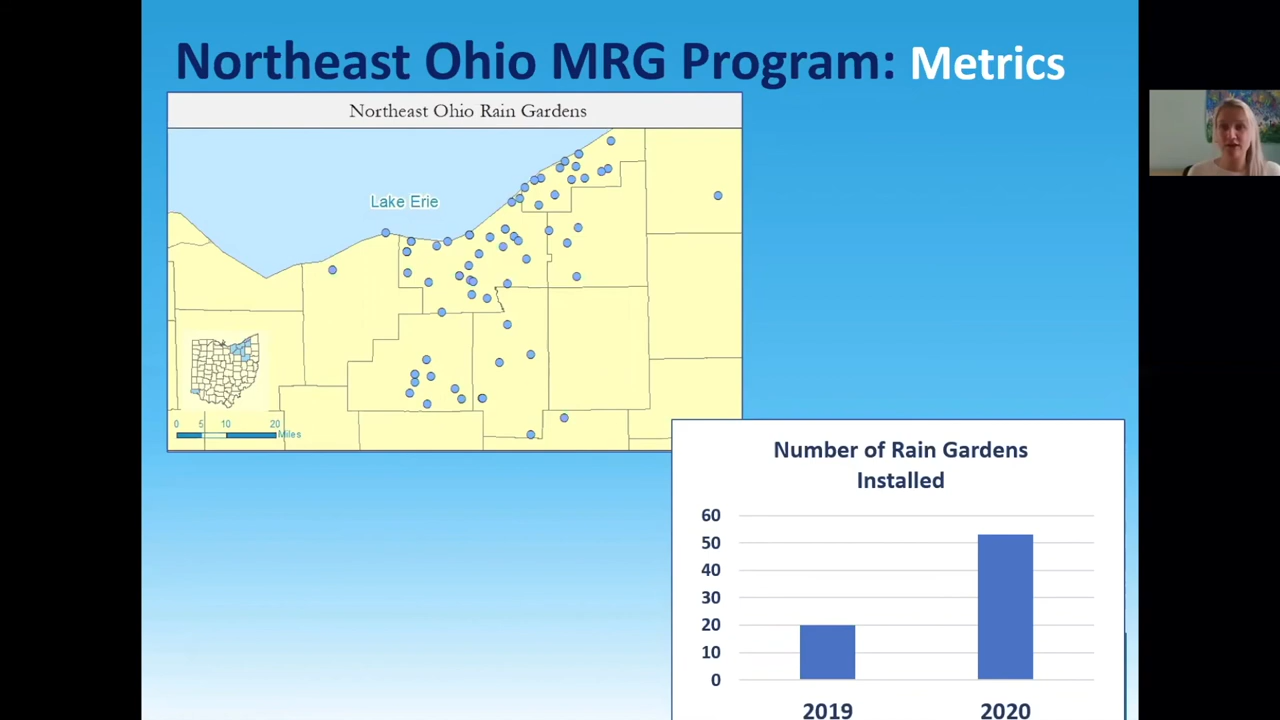 Northeast Ohio MRG Program: Metrics
Northeast Ohio Rain Gardens
Lake Erie
0 5 10 20
Miles
Number of Rain Gardens
Installed
60
50
40
30
20
10
0
2019 2020